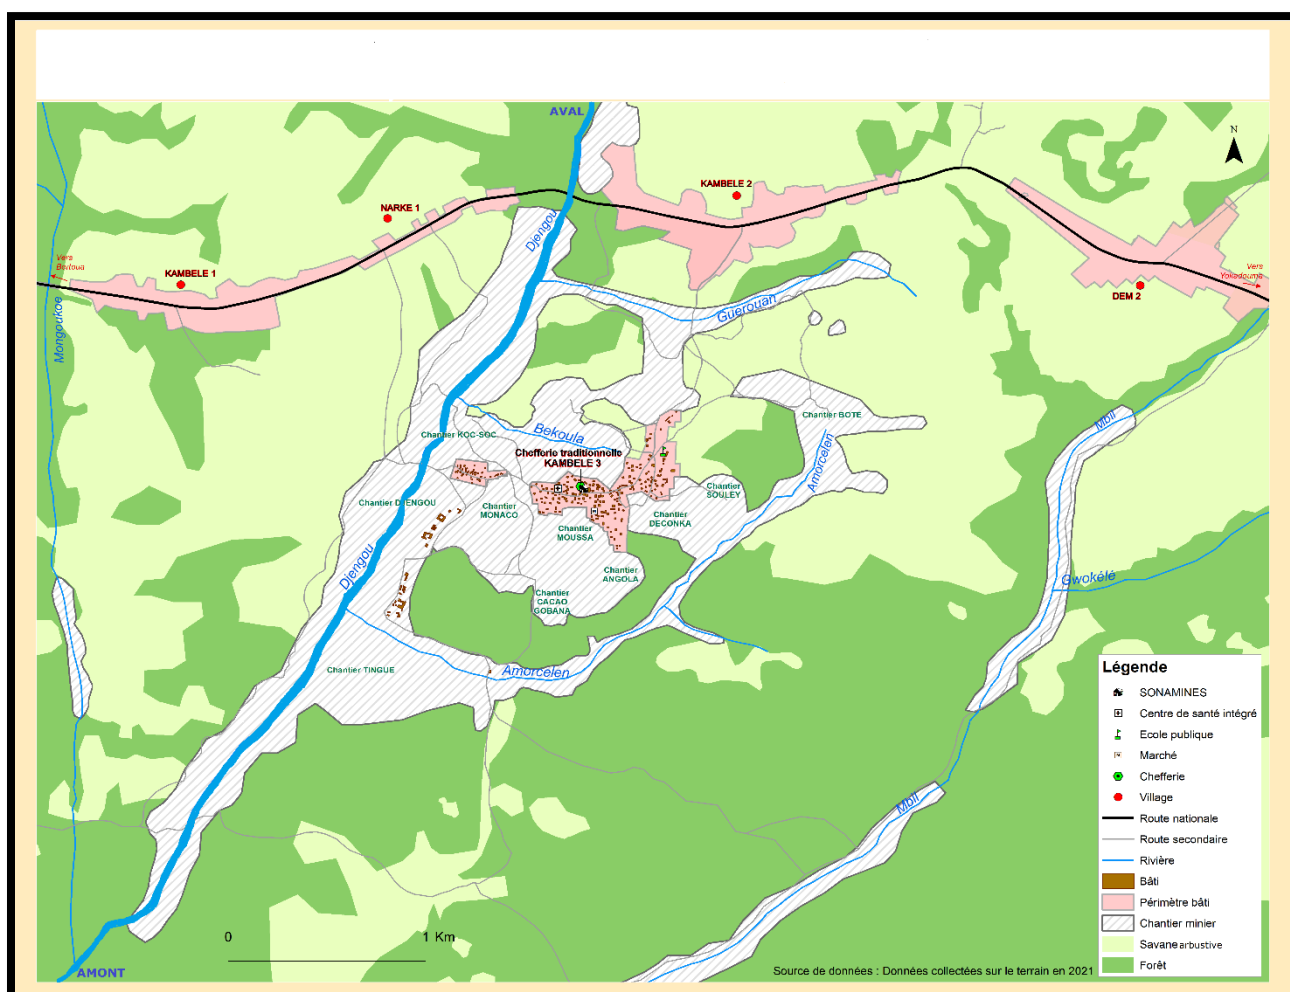 AVAL
N
KAMBELE 2
NARKE 1
Djengou
Vers
Bertoua
KAMBELE 1
Vers
Yokadouma
DEM 2
Mongoukoe
Guerouan
Chantier BOTE
Mbil
Chantier KOC-SOC
Bekoula
Chefferie traditionnelle
KAMBELE 3
Amorcelen
Chantier
SOULEY
Chantier DJENGOU
Chantier
MONACO
Chantier
DECONKA
Chantier
MOUSSA
Djengou
Chantier
ANGOLA
Gwokélé
Chantier
CACAO
GOBANA
Chantier TINGUE
Amorcelen
Mbil
0 1 Km
AMONT
Légende
SONAMINES
Centre de santé intégré
Ecole publique
Marché
Chefferie
Village
Route nationale
Route secondaire
Rivière
Bâti
Périmètre bâti
Chantier minier
Savane arbustive
Forêt
Source de données : Données collectées sur le terrain en 2021